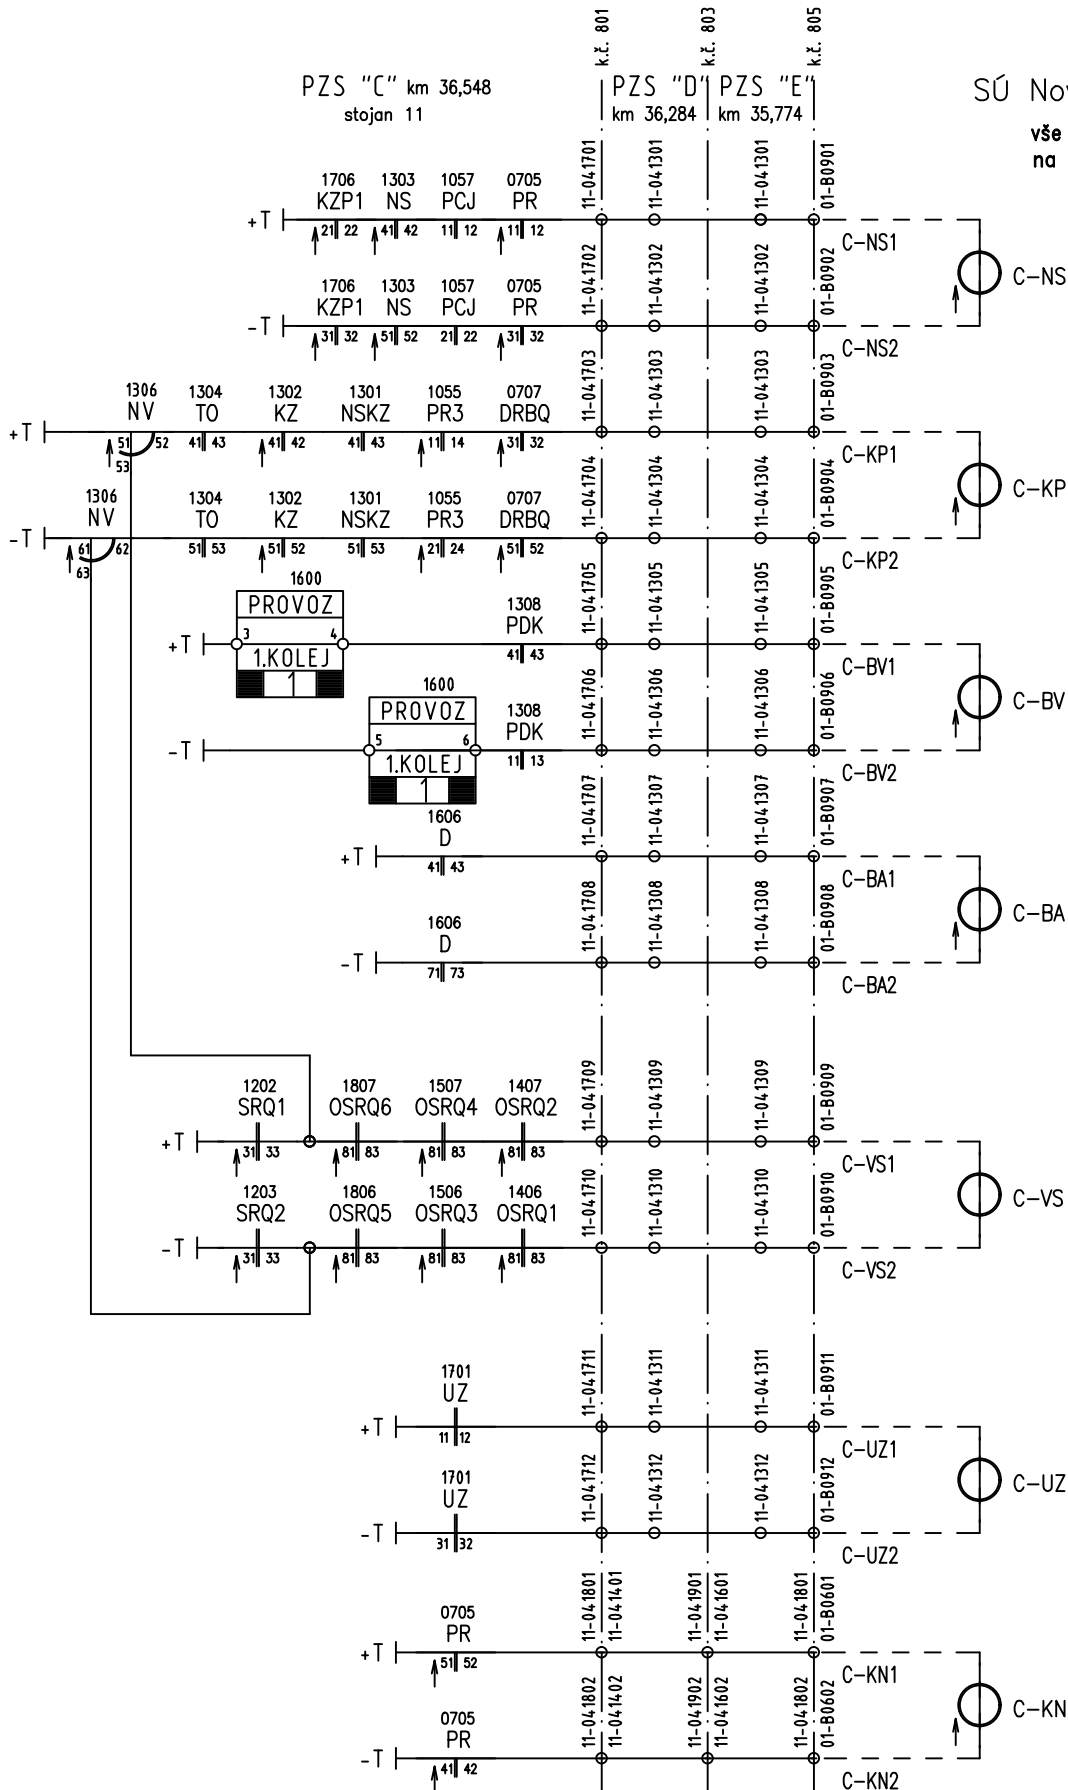 k.č. 801
k.č. 803
k.č. 805
PZS "C" km 36,548
stojan 11
PZS "D"
km 36,284
PZS "E"
km 35,774
SÚ Nov
vše
na
11-041701
11-041301
11-041301
01-B0901
1706 1303 1057 0705
KZP1 NS PCJ PR
+T
21 22 41 42 11 12 11 12
C-NS1
11-041702
11-041302
11-041302
01-B0902
C-NS
1706 1303 1057 0705
KZP1 NS PCJ PR
-T
31 32 51 52 21 22 31 32
C-NS2
11-041703
11-041303
11-041303
01-B0903
1306 1304 1302 1301 1055 0707
NV TO KZ NSKZ PR3 DRBQ
+T
51 52 53 41 43 41 42 41 43 11 14 31 32
C-KP1
11-041704
11-041304
11-041304
01-B0904
C-KP
1306 1304 1302 1301 1055 0707
NV TO KZ NSKZ PR3 DRBQ
-T
61 62 63 51 53 51 52 51 53 21 24 51 52
C-KP2
11-041705
11-041305
11-041305
01-B0905
1600
PROVOZ
1308
PDK
+T
3 4
41 43
1.KOLEJ
1
C-BV1
11-041706
11-041306
11-041306
01-B0906
C-BV
1600
PROVOZ
1308
PDK
-T
5 6
11 13
1.KOLEJ
1
C-BV2
11-041707
11-041307
11-041307
01-B0907
1606
D
+T
41 43
C-BA1
11-041708
11-041308
11-041308
01-B0908
C-BA
1606
D
-T
71 73
C-BA2
11-041709
11-041309
11-041309
01-B0909
1202 1807 1507 1407
SRQ1 OSRQ6 OSRQ4 OSRQ2
+T
31 33 81 83 81 83 81 83
C-VS1
11-041710
11-041310
11-041310
01-B0910
C-VS
1203 1806 1506 1406
SRQ2 OSRQ5 OSRQ3 OSRQ1
-T
31 33 81 83 81 83 81 83
C-VS2
11-041711
11-041311
11-041311
01-B0911
1701
UZ
+T
11 12
C-UZ1
11-041712
11-041312
11-041312
01-B0912
C-UZ
1701
UZ
-T
31 32
C-UZ2
11-041801
11-041401
11-041901
11-041601
11-041801
01-B0601
0705
PR
+T
51 52
C-KN1
11-041802
11-041402
11-041902
11-041602
11-041802
01-B0602
C-KN
0705
PR
-T
41 42
C-KN2